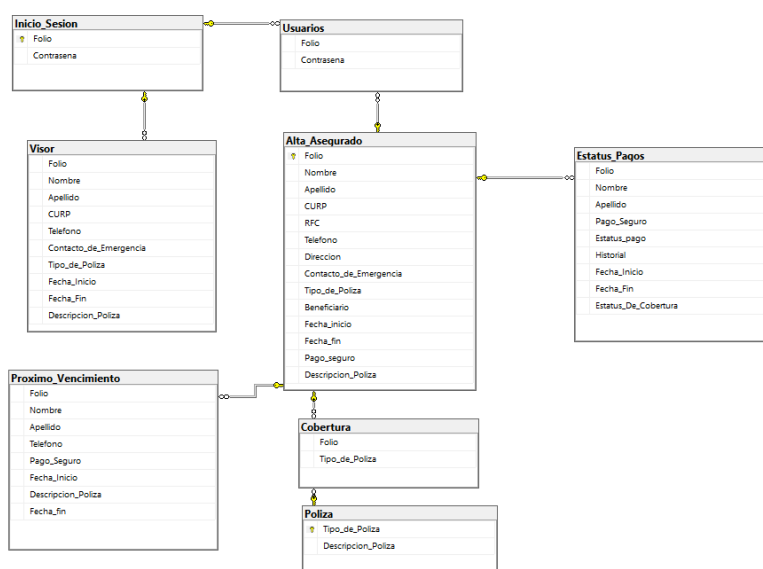 Inicio_Sesion
Folio
Contrasena
Usuarios
Folio
Contrasena
Visor
Folio
Nombre
Apellido
CURP
Telefono
Contacto_de_Emergencia
Tipo_de_Poliza
Fecha_Inicio
Fecha_Fin
Descripcion_Poliza
Alta_Asegurado
Folio
Nombre
Apellido
CURP
RFC
Telefono
Direccion
Contacto_de_Emergencia
Tipo_de_Poliza
Beneficiario
Fecha_inicio
Fecha_fin
Pago_seguro
Descripcion_Poliza
Estatus_Pagos
Folio
Nombre
Apellido
Pago_Seguro
Estatus_pago
Historial
Fecha_Inicio
Fecha_Fin
Estatus_De_Cobertura
Proximo_Vencimiento
Folio
Nombre
Apellido
Telefono
Pago_Seguro
Fecha_Inicio
Descripcion_Poliza
Fecha_fin
Cobertura
Folio
Tipo_de_Poliza
Poliza
Tipo_de_Poliza
Descripcion_Poliza